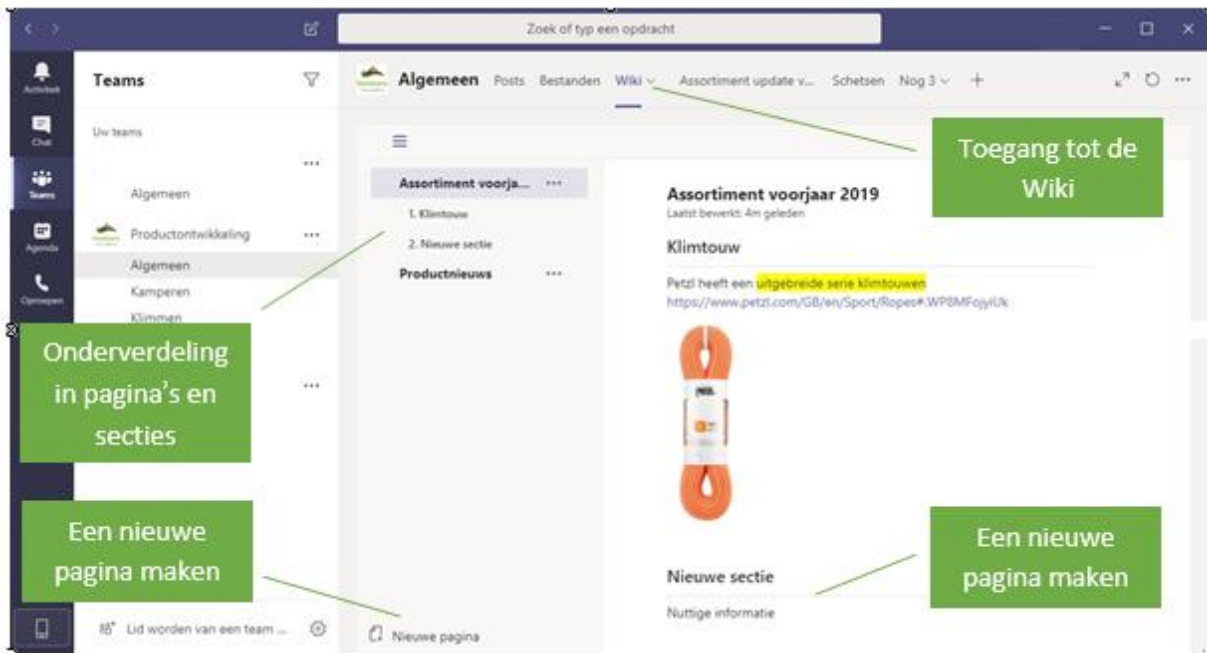 Zoek of typ een opdracht
Activiteit
Chat
Teams
Agenda
Oproepen
Teams
Uw teams
Algemeen
Productontwikkeling
Algemeen
Kamperen
Klimmen
Lid worden van een team ...
Algemeen Posts Bestanden Wiki Assortiment update v... Schetsen Nog 3
Assortiment voorja...
1. Klimtouw
2. Nieuwe sectie
Productnieuws
Nieuwe pagina
Assortiment voorjaar 2019
Laatst bewerkt: 4m geleden
Klimtouw
Petzl heeft een uitgebreide serie klimtouwen
https://www.petzl.com/GB/en/Sport/Ropes#.WP8MFojyiUk
PETZL
Nieuwe sectie
Nuttige informatie
Toegang tot de
Wiki
Onderverdeling
in pagina's en
secties
Een nieuwe
pagina maken
Een nieuwe
pagina maken